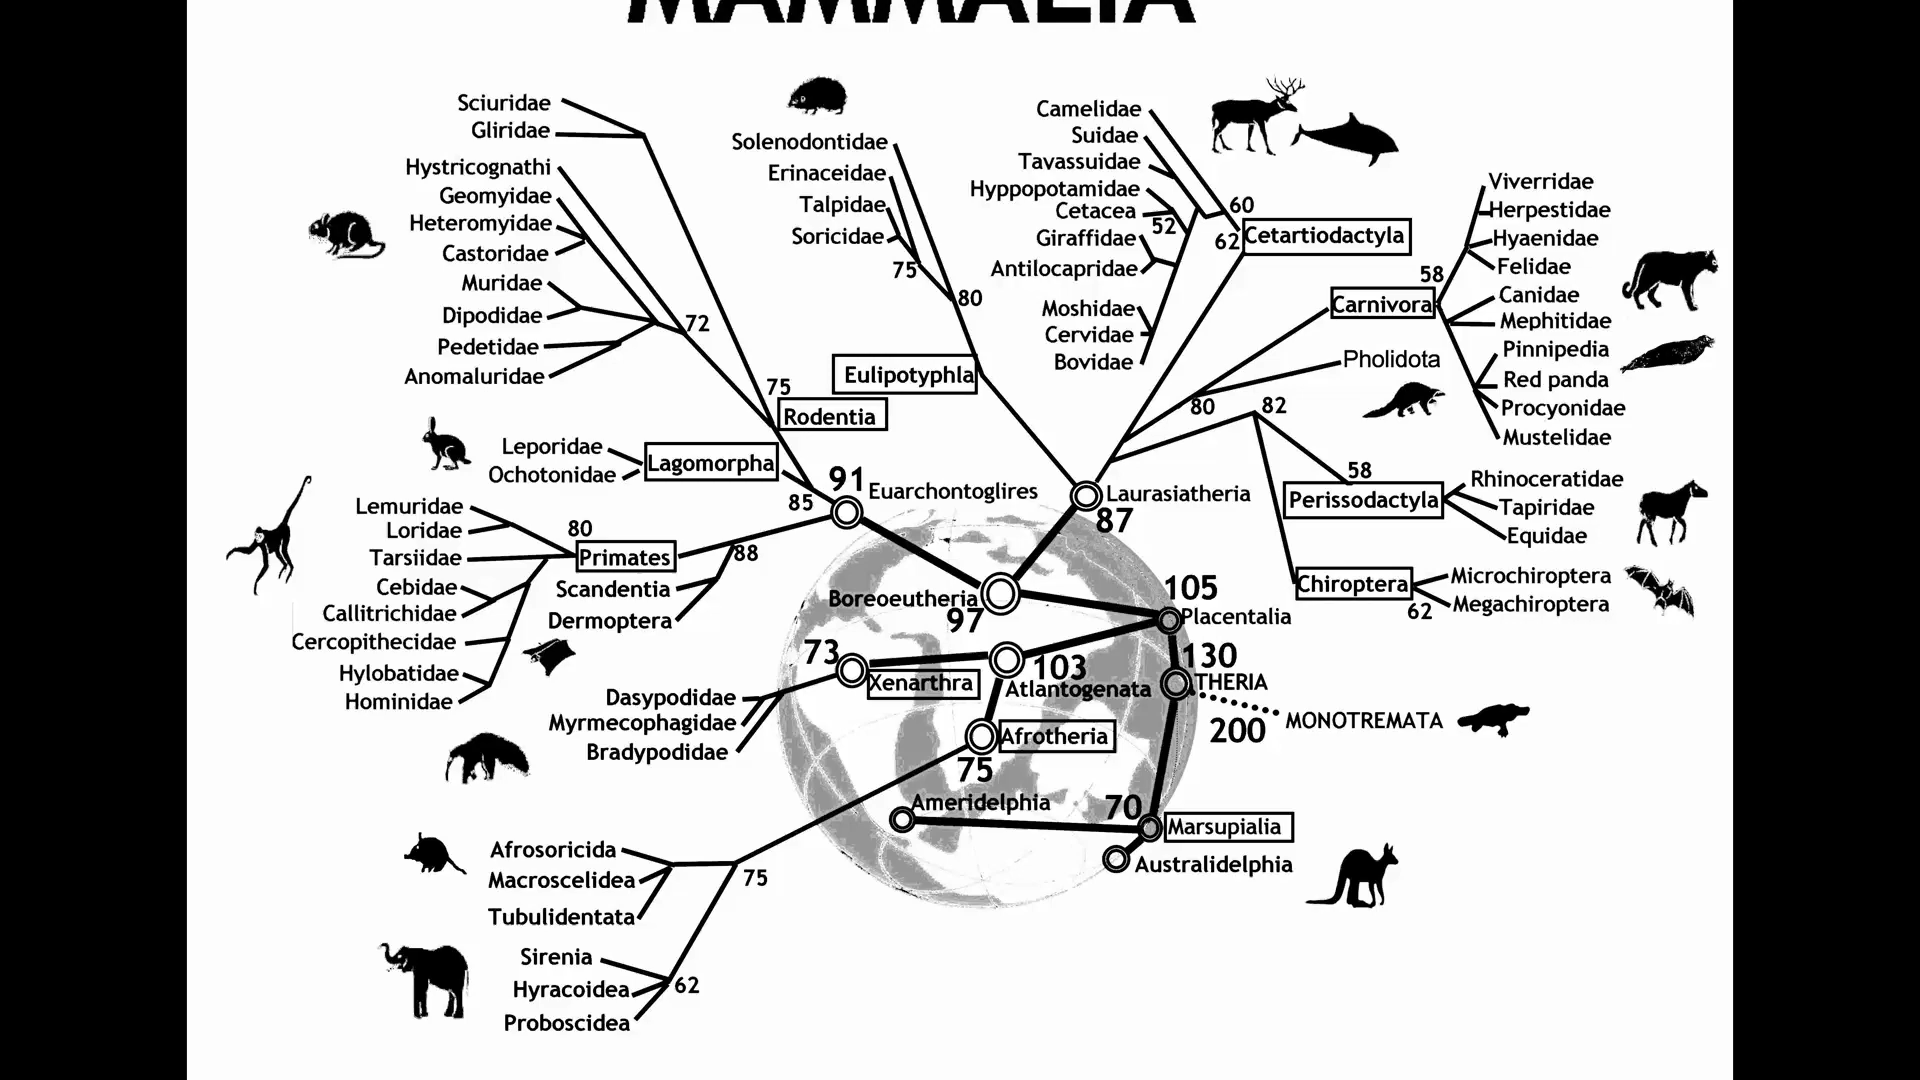 MAMMALIA
Sciuridae
Gliridae
Hystricognathi
Geomyidae
Heteromyidae
Castoridae
Muridae
Dipodidae
Pedetidae
Anomaluridae
72
75
Rodentia
Leporidae
Ochotonidae
Lagomorpha
85
91
Euarchontoglires
Lemuridae
Loridae
Tarsiidae
Cebidae
Callitrichidae
Cercopithecidae
Hylobatidae
Hominidae
80
Primates
88
Scandentia
Dermoptera
Solenodontidae
Erinaceidae
Talpidae
Soricidae
75
80
Eulipotyphla
Camelidae
Suidae
Tavassuidae
Hyppopotamidae
Cetacea
52
Giraffidae
Antilocapridae
Moshidae
Cervidae
Bovidae
60
62
Cetartiodactyla
Viverridae
Herpestidae
Hyaenidae
Felidae
Canidae
Mephitidae
Pinnipedia
Red panda
Procyonidae
Mustelidae
58
Carnivora
Pholidota
80
82
58
Perissodactyla
Rhinoceratidae
Tapiridae
Equidae
Chiroptera
62
Microchiroptera
Megachiroptera
Laurasiatheria
87
Boreoeutheria
97
105
Placentalia
130
THERIA
200
MONOTREMATA
103
Atlantogenata
73
Xenarthra
Dasypodidae
Myrmecophagidae
Bradypodidae
Afrotheria
75
Ameridelphia
70
Marsupialia
Australidelphia
Afrosoricida
Macroscelidea
Tubulidentata
75
Sirenia
Hyracoidea
Proboscidea
62